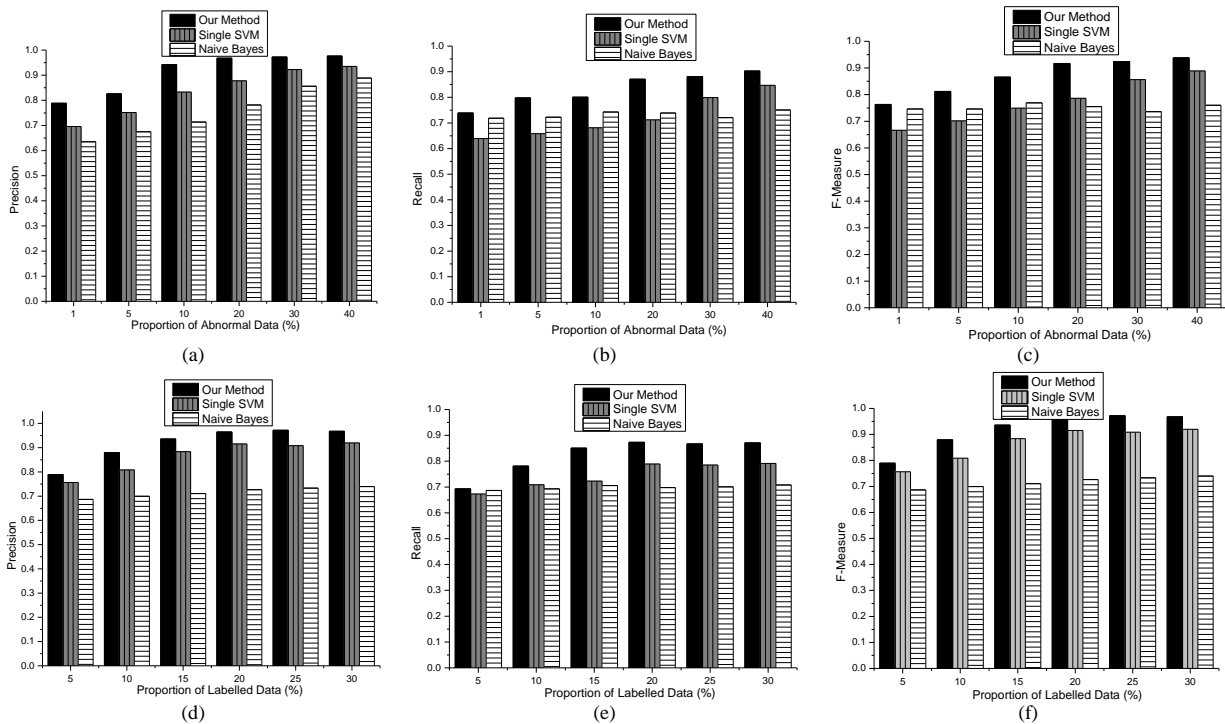 Our Method
Single SVM
Naive Bayes
1.0
0.9
0.8
0.7
0.6
0.5
0.4
0.3
0.2
0.1
0.0
Precision
1 5 10 20 30 40
Proportion of Abnormal Data (%)
(a)
Our Method
Single SVM
Naive Bayes
1.0
0.9
0.8
0.7
0.6
0.5
0.4
0.3
0.2
0.1
0.0
Recall
1 5 10 20 30 40
Proportion of Abnormal Data (%)
(b)
Our Method
Single SVM
Naive Bayes
1.0
0.9
0.8
0.7
0.6
0.5
0.4
0.3
0.2
0.1
0.0
F-Measure
1 5 10 20 30 40
Proportion of Abnormal Data (%)
(c)
Our Method
Single SVM
Naive Bayes
1.0
0.9
0.8
0.7
0.6
0.5
0.4
0.3
0.2
0.1
0.0
Precision
5 10 15 20 25 30
Proportion of Labelled Data (%)
(d)
Our Method
Single SVM
Naive Bayes
1.0
0.9
0.8
0.7
0.6
0.5
0.4
0.3
0.2
0.1
0.0
Recall
5 10 15 20 25 30
Proportion of Labelled Data (%)
(e)
Our Method
Single SVM
Naive Bayes
1.0
0.9
0.8
0.7
0.6
0.5
0.4
0.3
0.2
0.1
0.0
F-Measure
5 10 15 20 25 30
Proportion of Labelled Data (%)
(f)